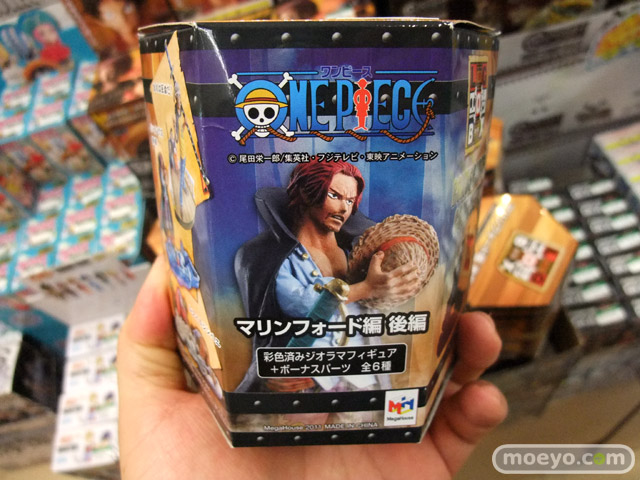 ワンピース
ONE PIECE
© 尾田栄一郎/集英社・フジテレビ・東映アニメーション
マリンフォード編 後編
彩色済みジオラマフィギュア
+ボーナスパーツ 全6種
MegaHouse
MegaHouse 2011 MADE IN CHINA
moeyo.com